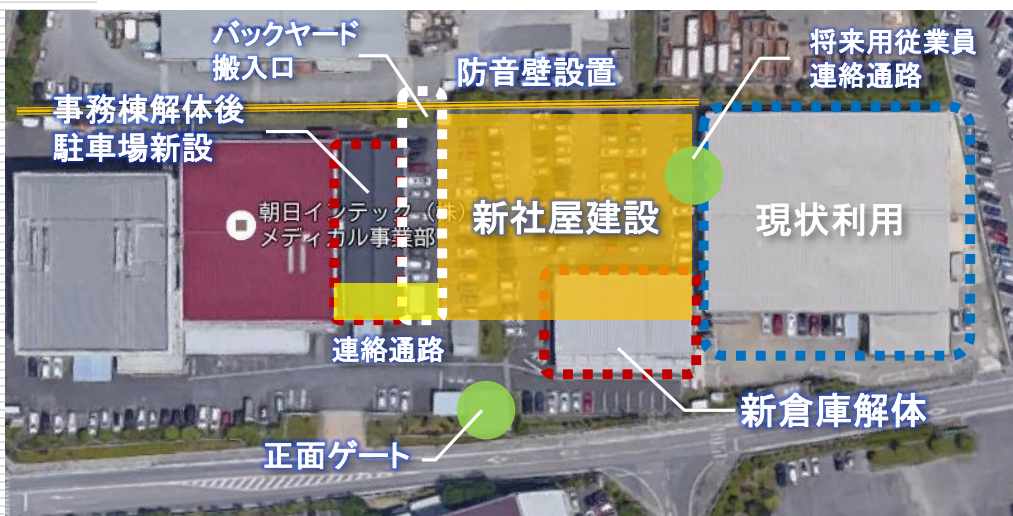 バックヤード
搬入口
防音壁設置
将来用従業員
連絡通路
事務棟解体後
駐車場新設
朝日インテック（株）
メディカル事業部
新社屋建設
現状利用
連絡通路
新倉庫解体
正面ゲート